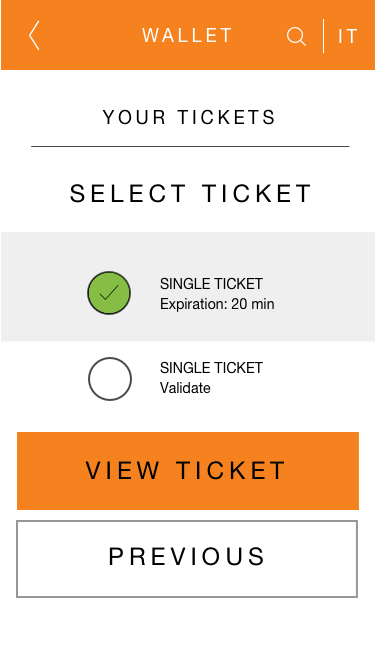 WALLET
IT
YOUR TICKETS
SELECT TICKET
SINGLE TICKET
Expiration: 20 min
SINGLE TICKET
Validate
VIEW TICKET
PREVIOUS